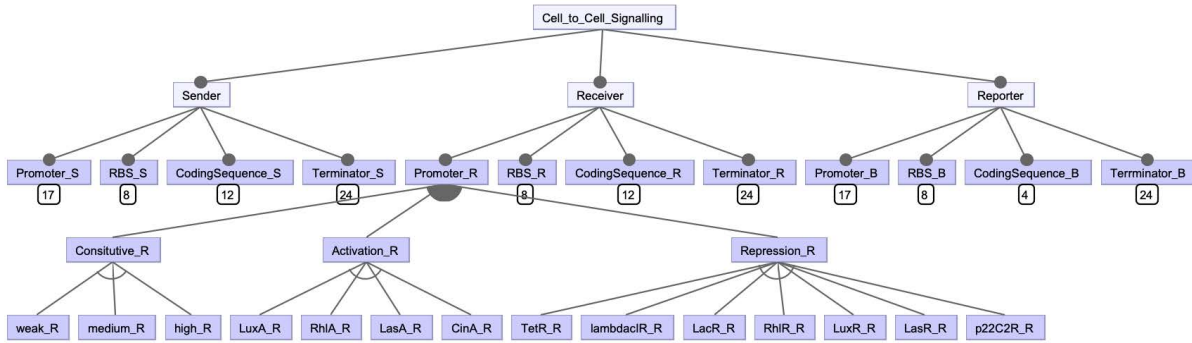 Cell_to_Cell_Signalling
Sender Receiver Reporter
Promoter_S RBS_S CodingSequence_S Terminator_S Promoter_R RBS_R CodingSequence_R Terminator_R Promoter_B RBS_B CodingSequence_B Terrminator_B
17 8 12 24 8 12 24 17 8 4 24
Consitutive_R Activation_R Repression_R
weak_R medium_R high_R LuxA_R RhlA_R LasA_R CinA_R TetR_R lambdacIR_R LacR_R RhlR_R LuxR_R LasR_R p22C2R_R